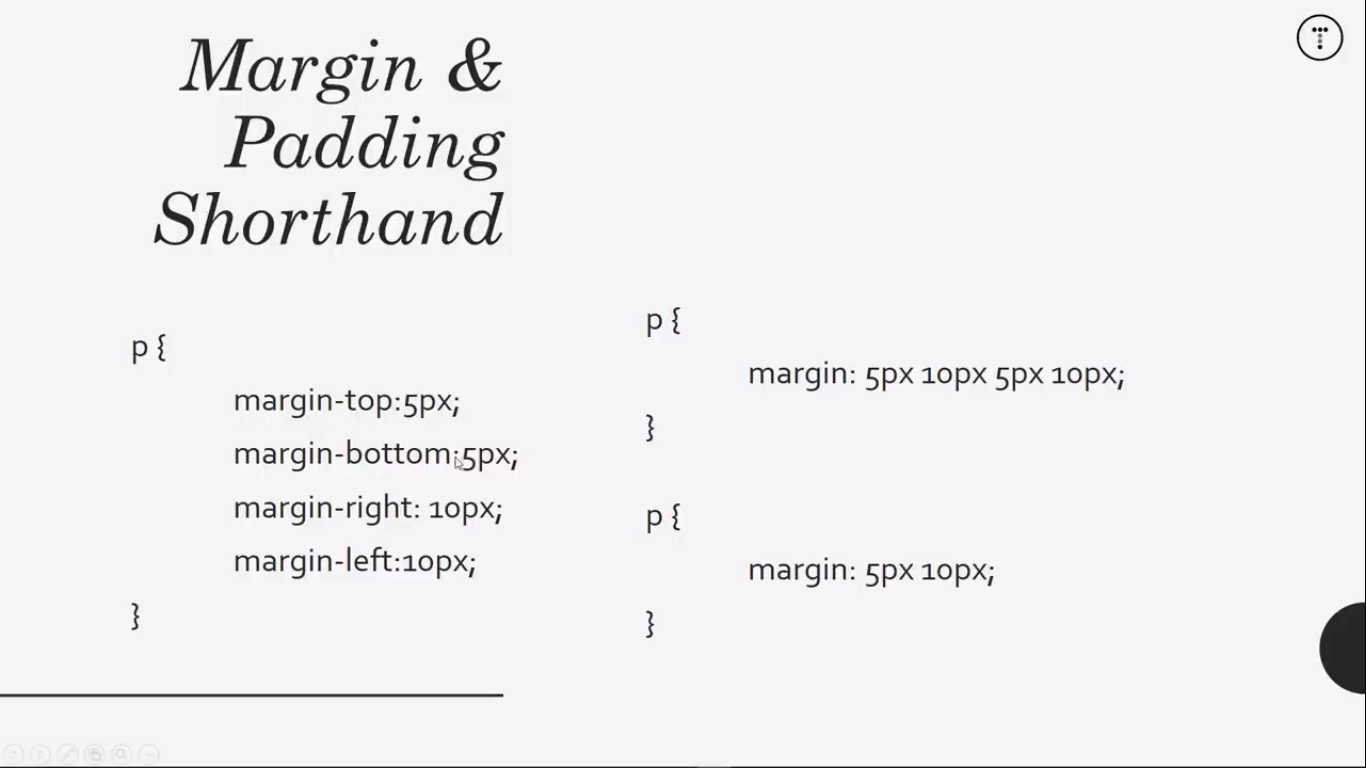 Margin &
Padding
Shorthand
p {
margin-top:5px;
margin-bottom:5px;
margin-right: 10px;
margin-left:10px;
}
p {
margin: 5px 10px 5px 10px;
}
p {
margin: 5px 10px;
}